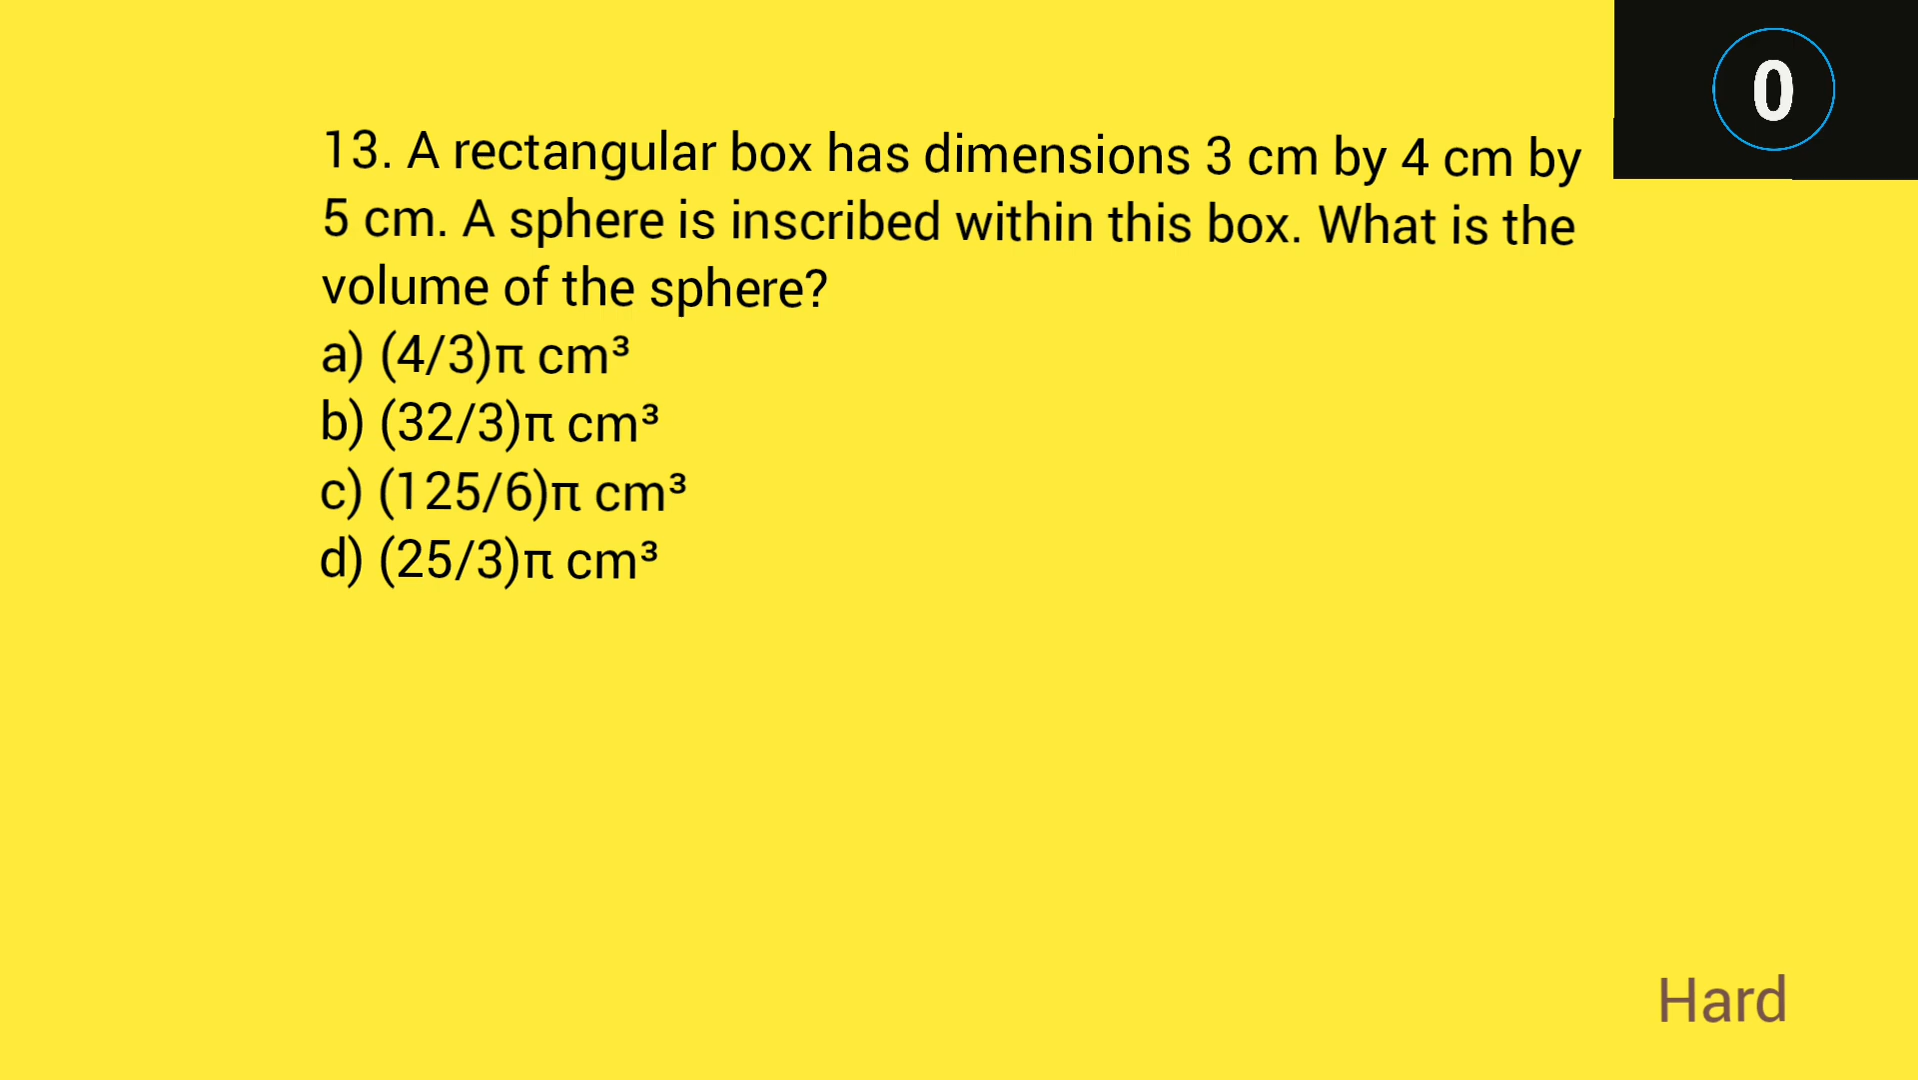 0
13. A rectangular box has dimensions 3 cm by 4 cm by
5 cm. A sphere is inscribed within this box. What is the
volume of the sphere?
a) (4/3)π cm³
b) (32/3)π cm³
c) (125/6)π cm³
d) (25/3)π cm³
Hard